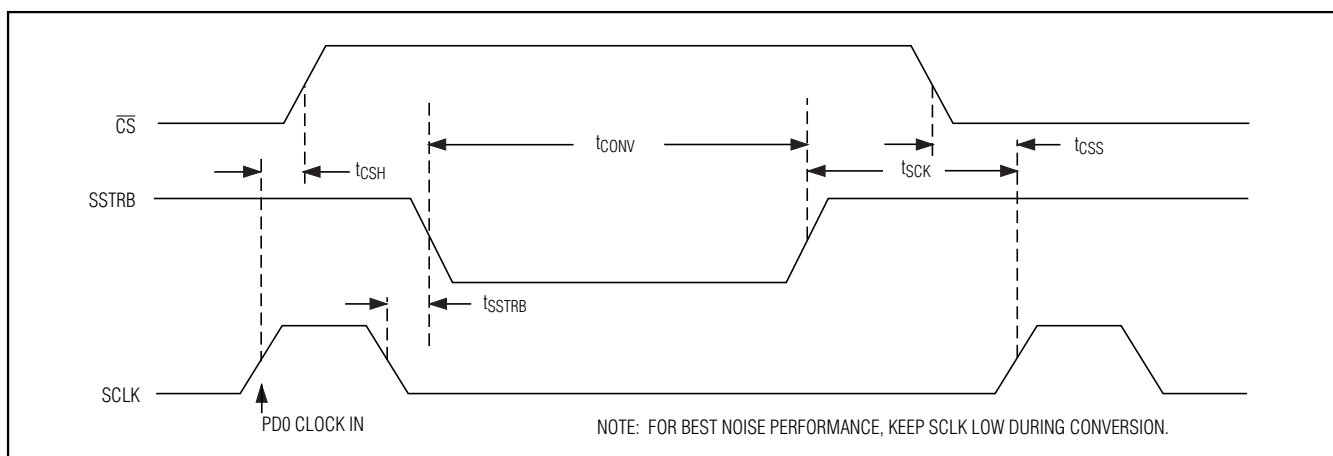 C̅S̅
tCONV
tCSS
tCSH
tSCK
SSTRB
tSSTRB
SCLK
PD0 CLOCK IN
NOTE: FOR BEST NOISE PERFORMANCE, KEEP SCLK LOW DURING CONVERSION.